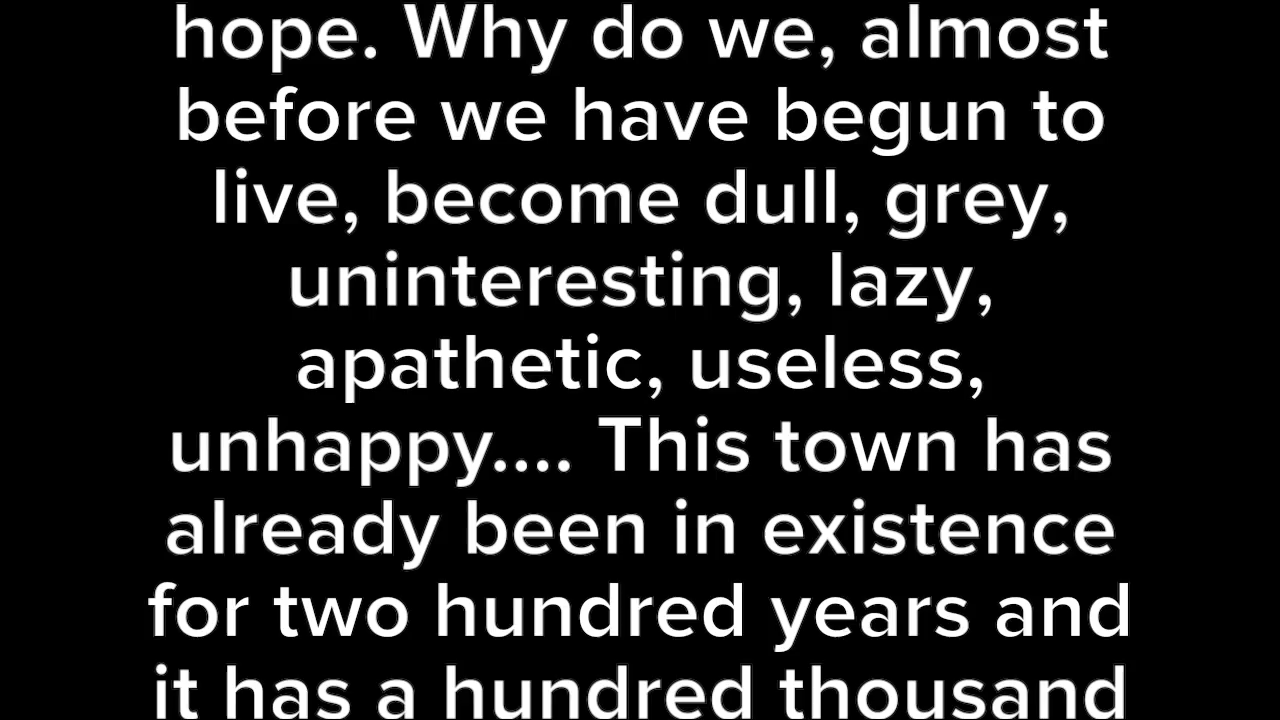 hope. Why do we, almost
before we have begun to
live, become dull, grey,
uninteresting, lazy,
apathetic, useless,
unhappy.... This town has
already been in existence
for two hundred years and
it has a hundred thousand